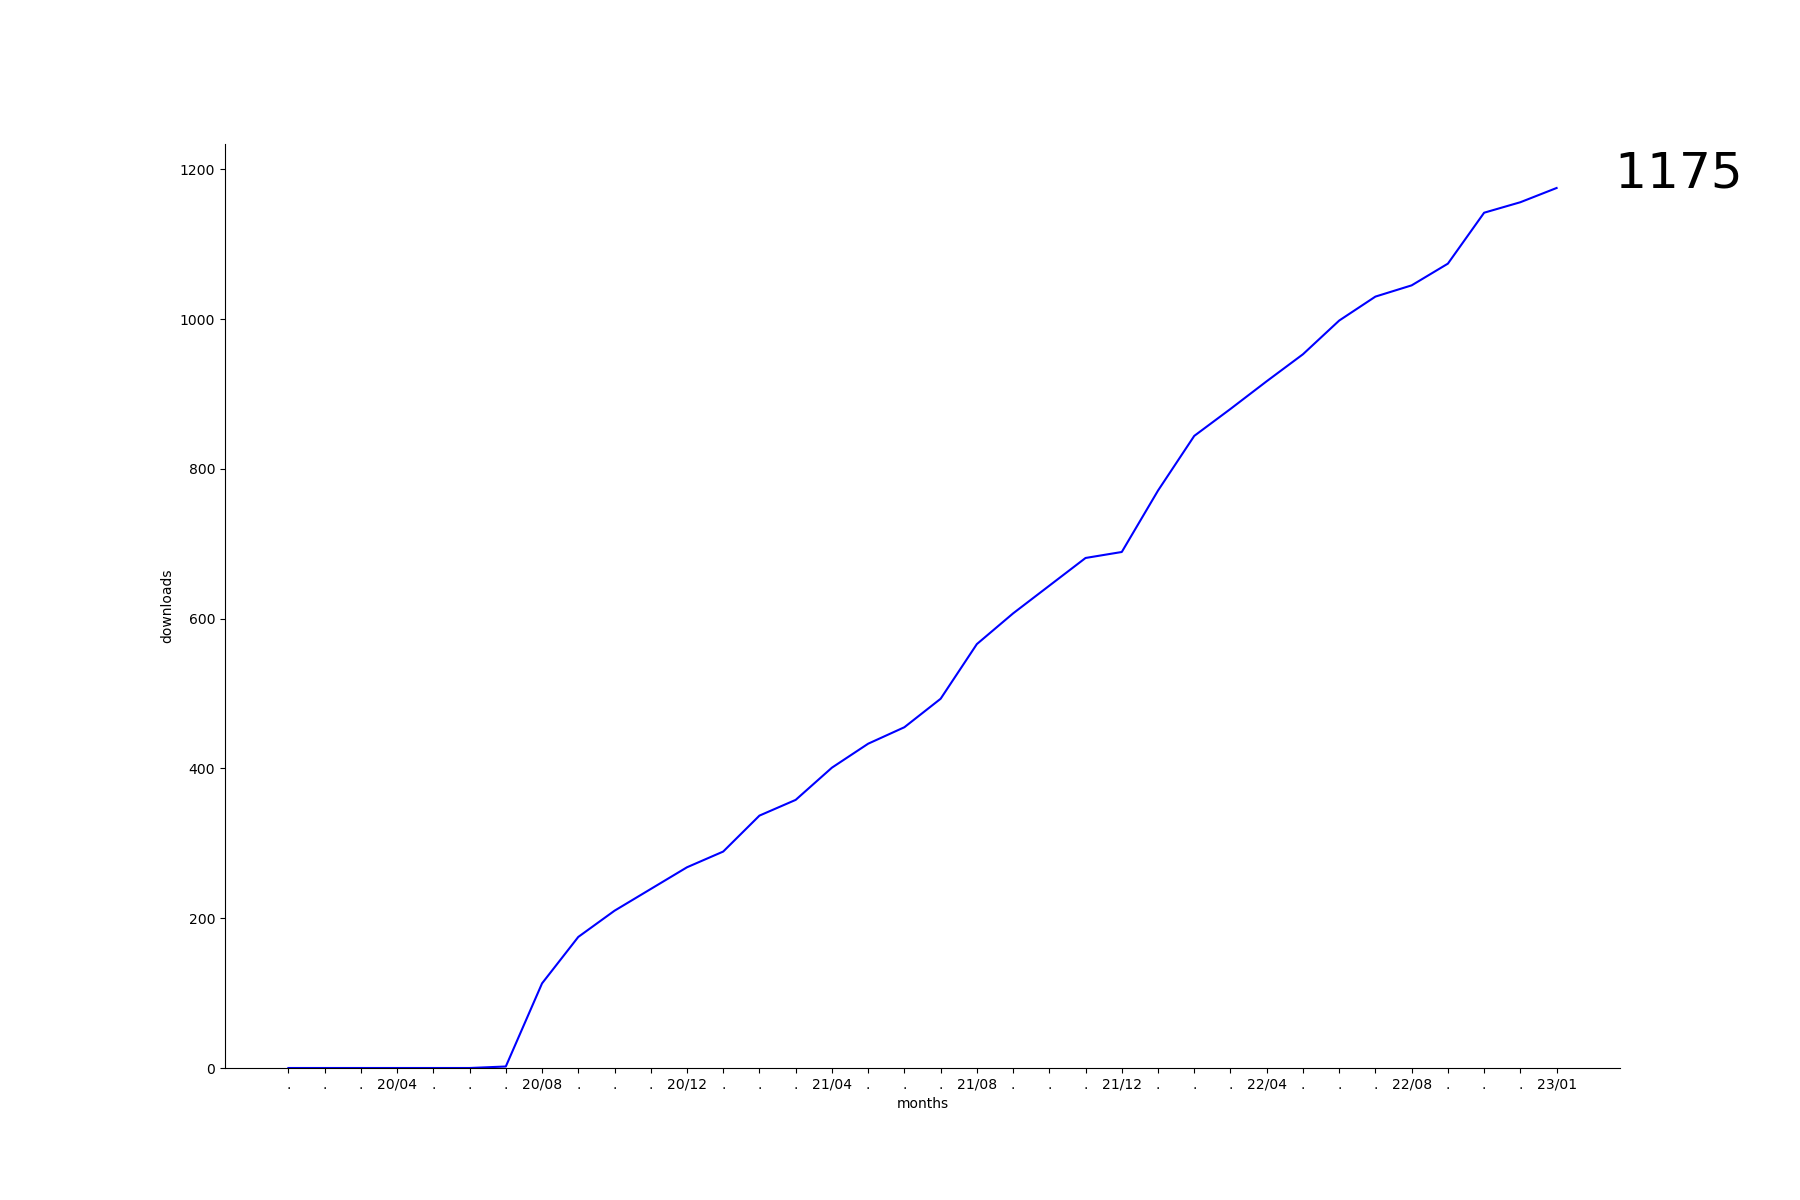 1175
1200
1000
800
600
400
200
0
downloads
. . . 20/04 . . . 20/08 . . . 20/12 . . . 21/04 . . . 21/08 . . . 21/12 . . . 22/04 . . . 22/08 . . . 23/01
months